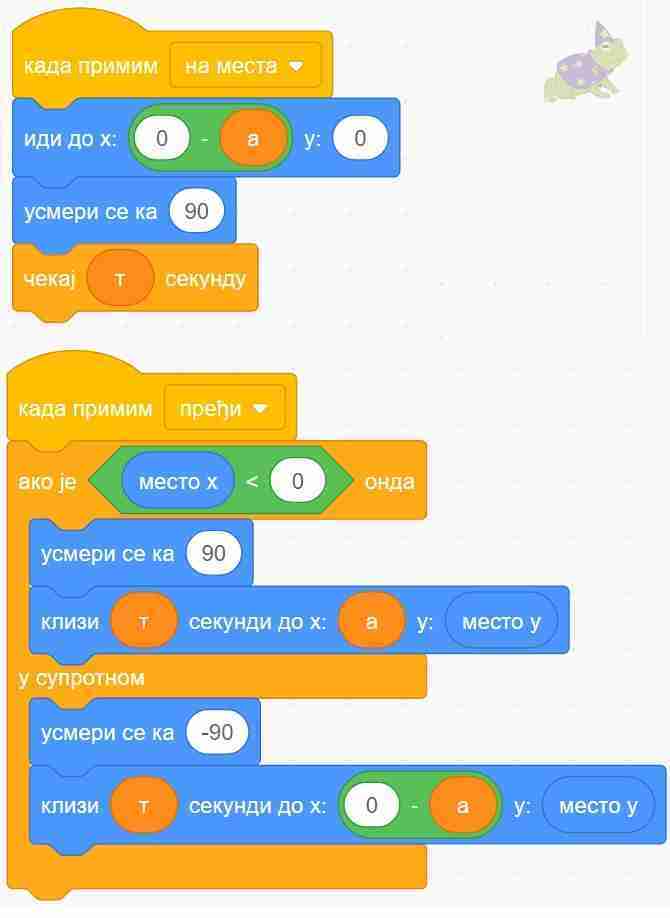 када примим на места
иди до x: 0 - а y: 0
усмери се ка 90
чекај т секунду
када примим пређи
ако је место x < 0 онда
усмери се ка 90
клизи т секунди до x: а y: место y
у супротном
усмери се ка -90
клизи т секунди до x: 0 - а y: место y